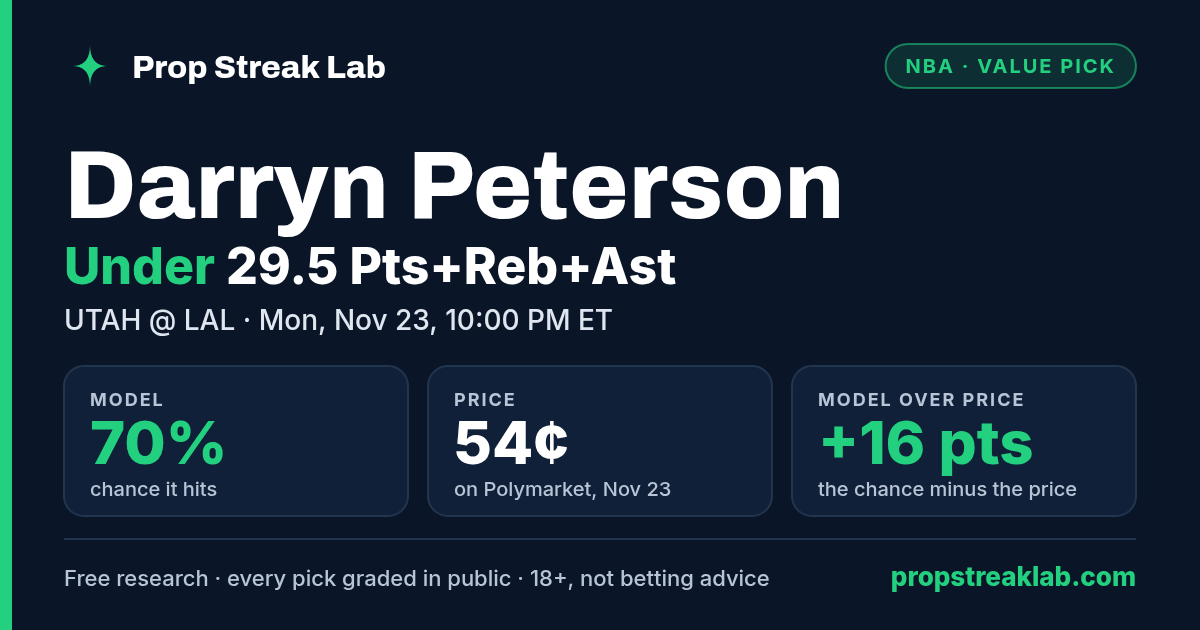 Prop Streak Lab
NBA · VALUE PICK
Darryn Peterson
Under 29.5 Pts+Reb+Ast
UTAH @ LAL · Mon, Nov 23, 10:00 PM ET
MODEL
70%
chance it hits
PRICE
54¢
on Polymarket, Nov 23
MODEL OVER PRICE
+16 pts
the chance minus the price
Free research · every pick graded in public · 18+, not betting advice
propstreaklab.com